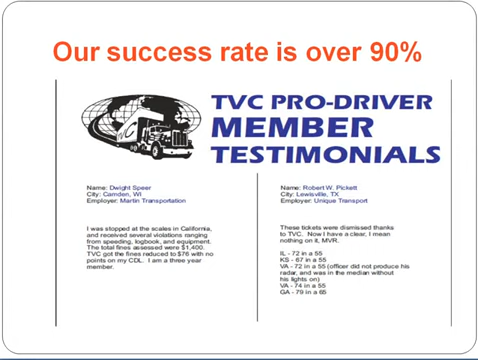 Our success rate is over 90%
TVC PRO-DRIVER
MEMBER
TESTIMONIALS
TVC
Name: Dwight Speer
City: Camden, WI
Employer: Martin Transportation
I was stopped at the scales in California,
and received several violations ranging
from speeding, logbook, and equipment.
The total fines assessed were $1,400.
TVC got the fines reduced to $76 with no
points on my CDL. I am a three year
member.
Name: Robert W. Pickett
City: Lewisville, TX
Employer: Unique Transport
These tickets were dismissed thanks
to TVC. Now I have a clear, I mean
nothing on it, MVR.
IL - 72 in a 55
KS - 67 in a 55
VA - 72 in a 55 (officer did not produce his
radar, and was in the median without
his lights on)
VA - 74 in a 55
GA - 79 in a 65